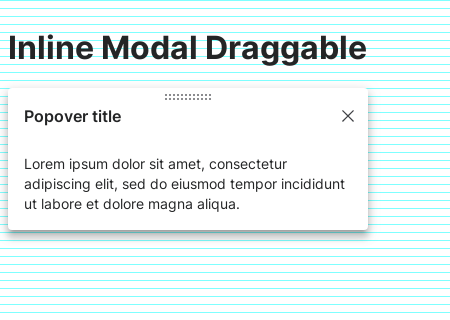 Inline Modal Draggable
Popover title
Lorem ipsum dolor sit amet, consectetur
adipiscing elit, sed do eiusmod tempor incididunt
ut labore et dolore magna aliqua.